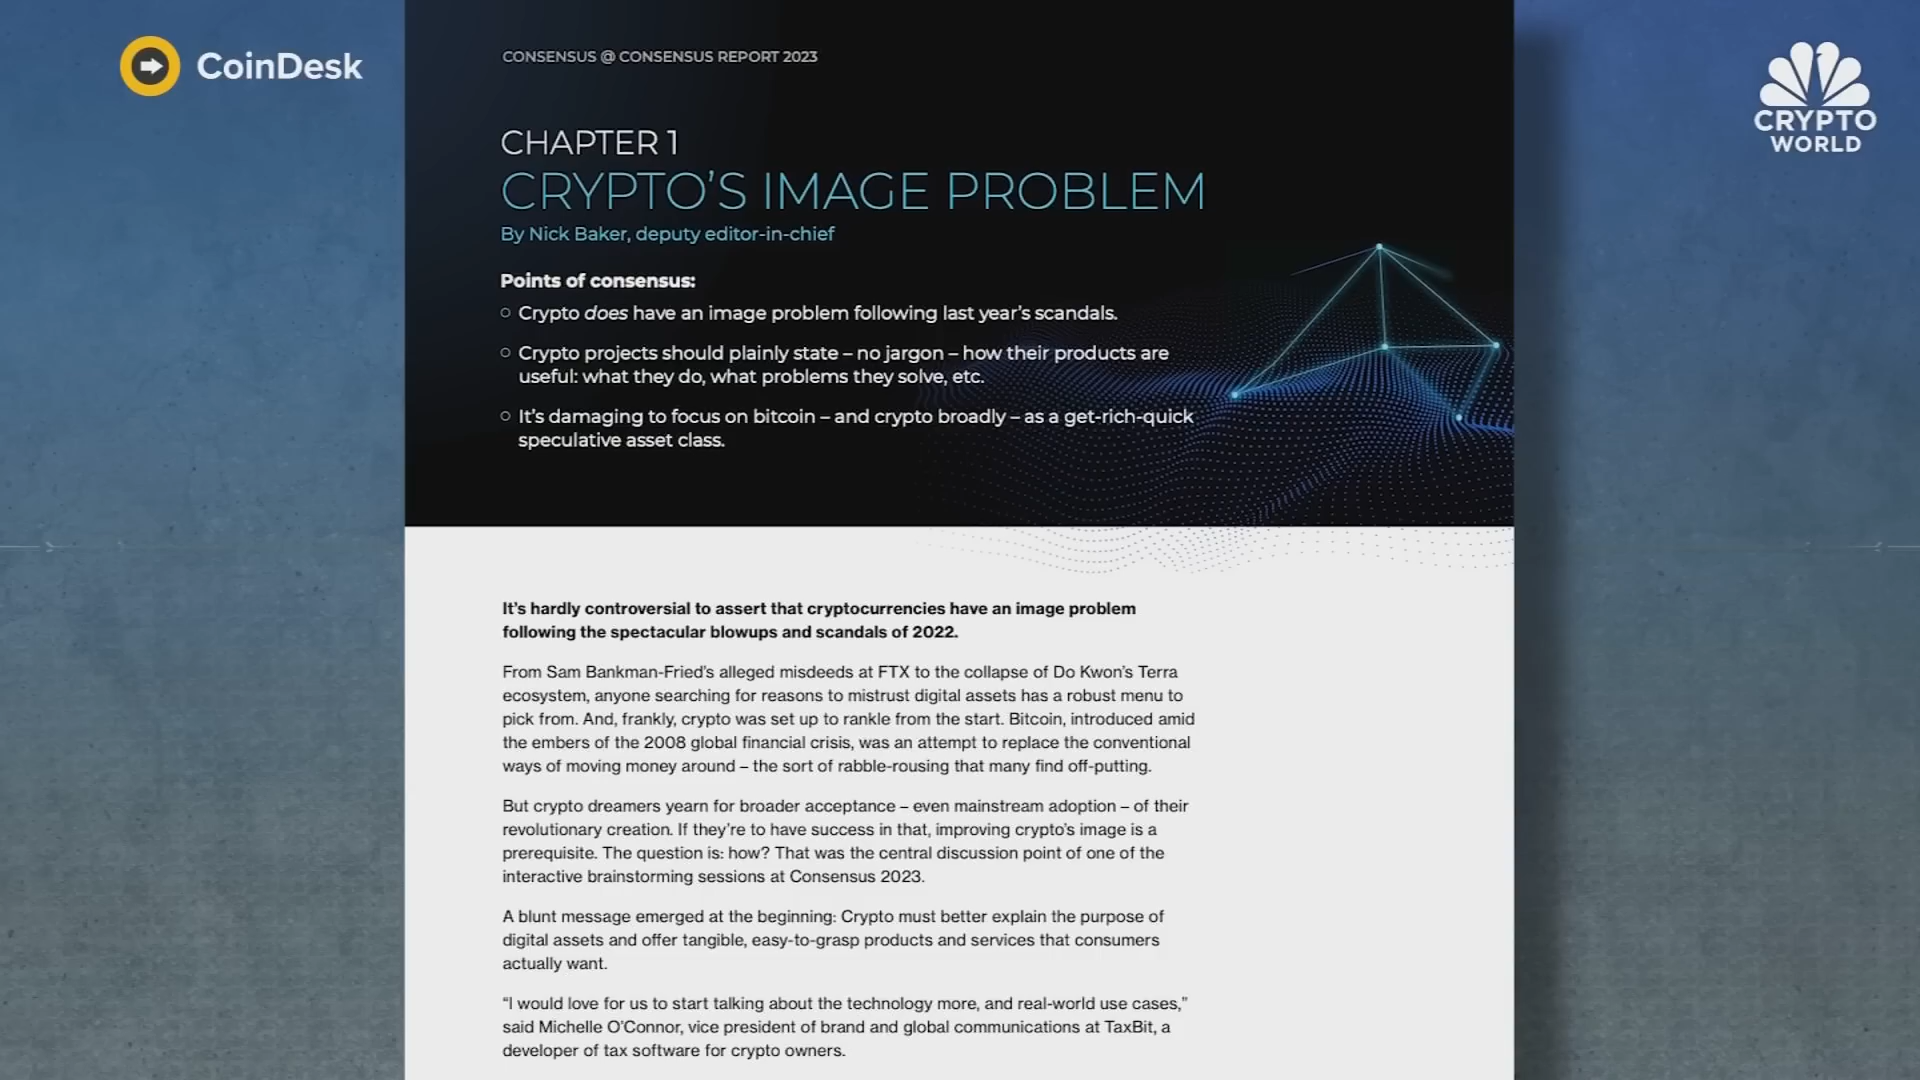 CoinDesk
CRYPTO
WORLD
CONSENSUS @ CONSENSUS REPORT 2023
CHAPTER 1
CRYPTO'S IMAGE PROBLEM
By Nick Baker, deputy editor-in-chief
Points of consensus:
○ Crypto does have an image problem following last year's scandals.
○ Crypto projects should plainly state – no jargon – how their products are
useful: what they do, what problems they solve, etc.
○ It's damaging to focus on bitcoin – and crypto broadly – as a get-rich-quick
speculative asset class.
It's hardly controversial to assert that cryptocurrencies have an image problem
following the spectacular blowups and scandals of 2022.
From Sam Bankman-Fried's alleged misdeeds at FTX to the collapse of Do Kwon's Terra
ecosystem, anyone searching for reasons to mistrust digital assets has a robust menu to
pick from. And, frankly, crypto was set up to rankle from the start. Bitcoin, introduced amid
the embers of the 2008 global financial crisis, was an attempt to replace the conventional
ways of moving money around – the sort of rabble-rousing that many find off-putting.
But crypto dreamers yearn for broader acceptance – even mainstream adoption – of their
revolutionary creation. If they're to have success in that, improving crypto's image is a
prerequisite. The question is: how? That was the central discussion point of one of the
interactive brainstorming sessions at Consensus 2023.
A blunt message emerged at the beginning: Crypto must better explain the purpose of
digital assets and offer tangible, easy-to-grasp products and services that consumers
actually want.
“I would love for us to start talking about the technology more, and real-world use cases,”
said Michelle O'Connor, vice president of brand and global communications at TaxBit, a
developer of tax software for crypto owners.